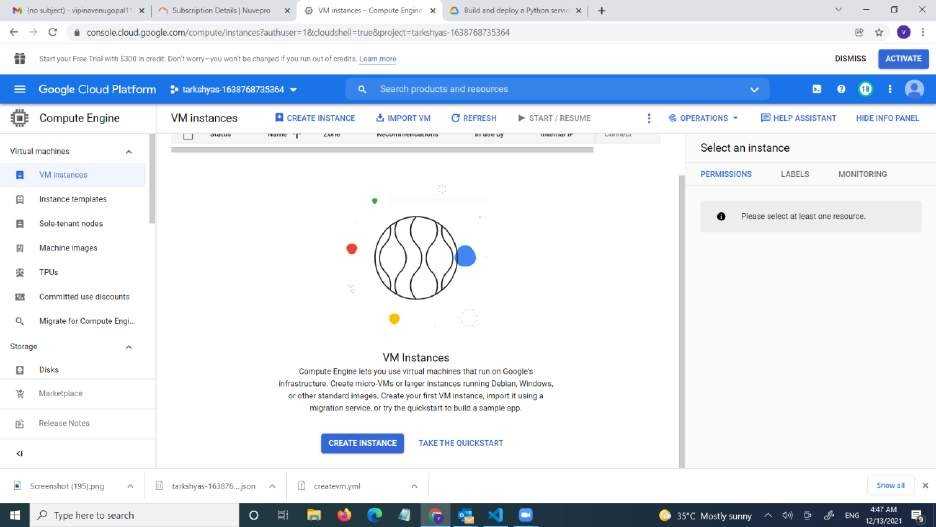 (no subject) - vipinavenugopal11
Subscription Details | Nuvepro
VM instances – Compute Engine
Build and deploy a Python servic
console.cloud.google.com/compute/instances?authuser=1&cloudshell=true&project=tarkshyas-1638768735364
V
Start your Free Trial with $300 in credit. Don't worry—you won't be charged if you run out of credits. Learn more
DISMISS
ACTIVATE
Google Cloud Platform
tarkshyas-1638768735364
Search products and resources
18
Compute Engine
VM instances
CREATE INSTANCE
IMPORT VM
REFRESH
START / RESUME
OPERATIONS
HELP ASSISTANT
HIDE INFO PANEL
Status
Name
Zone
Recommendations
In use by
Internal IP
Connect
Virtual machines
VM instances
Instance templates
Sole-tenant nodes
Machine images
TPUs
Committed use discounts
Migrate for Compute Engi...
Storage
Disks
Marketplace
Release Notes
VM Instances
Compute Engine lets you use virtual machines that run on Google's
infrastructure. Create micro-VMs or larger instances running Debian, Windows,
or other standard images. Create your first VM instance, import it using a
migration service, or try the quickstart to build a sample app.
CREATE INSTANCE
TAKE THE QUICKSTART
Select an instance
PERMISSIONS
LABELS
MONITORING
Please select at least one resource.
Screenshot (195).png
tarkshyas-163876....json
createvm.yml
Show all
Type here to search
35°C Mostly sunny
ENG
4:47 AM
12/13/2021